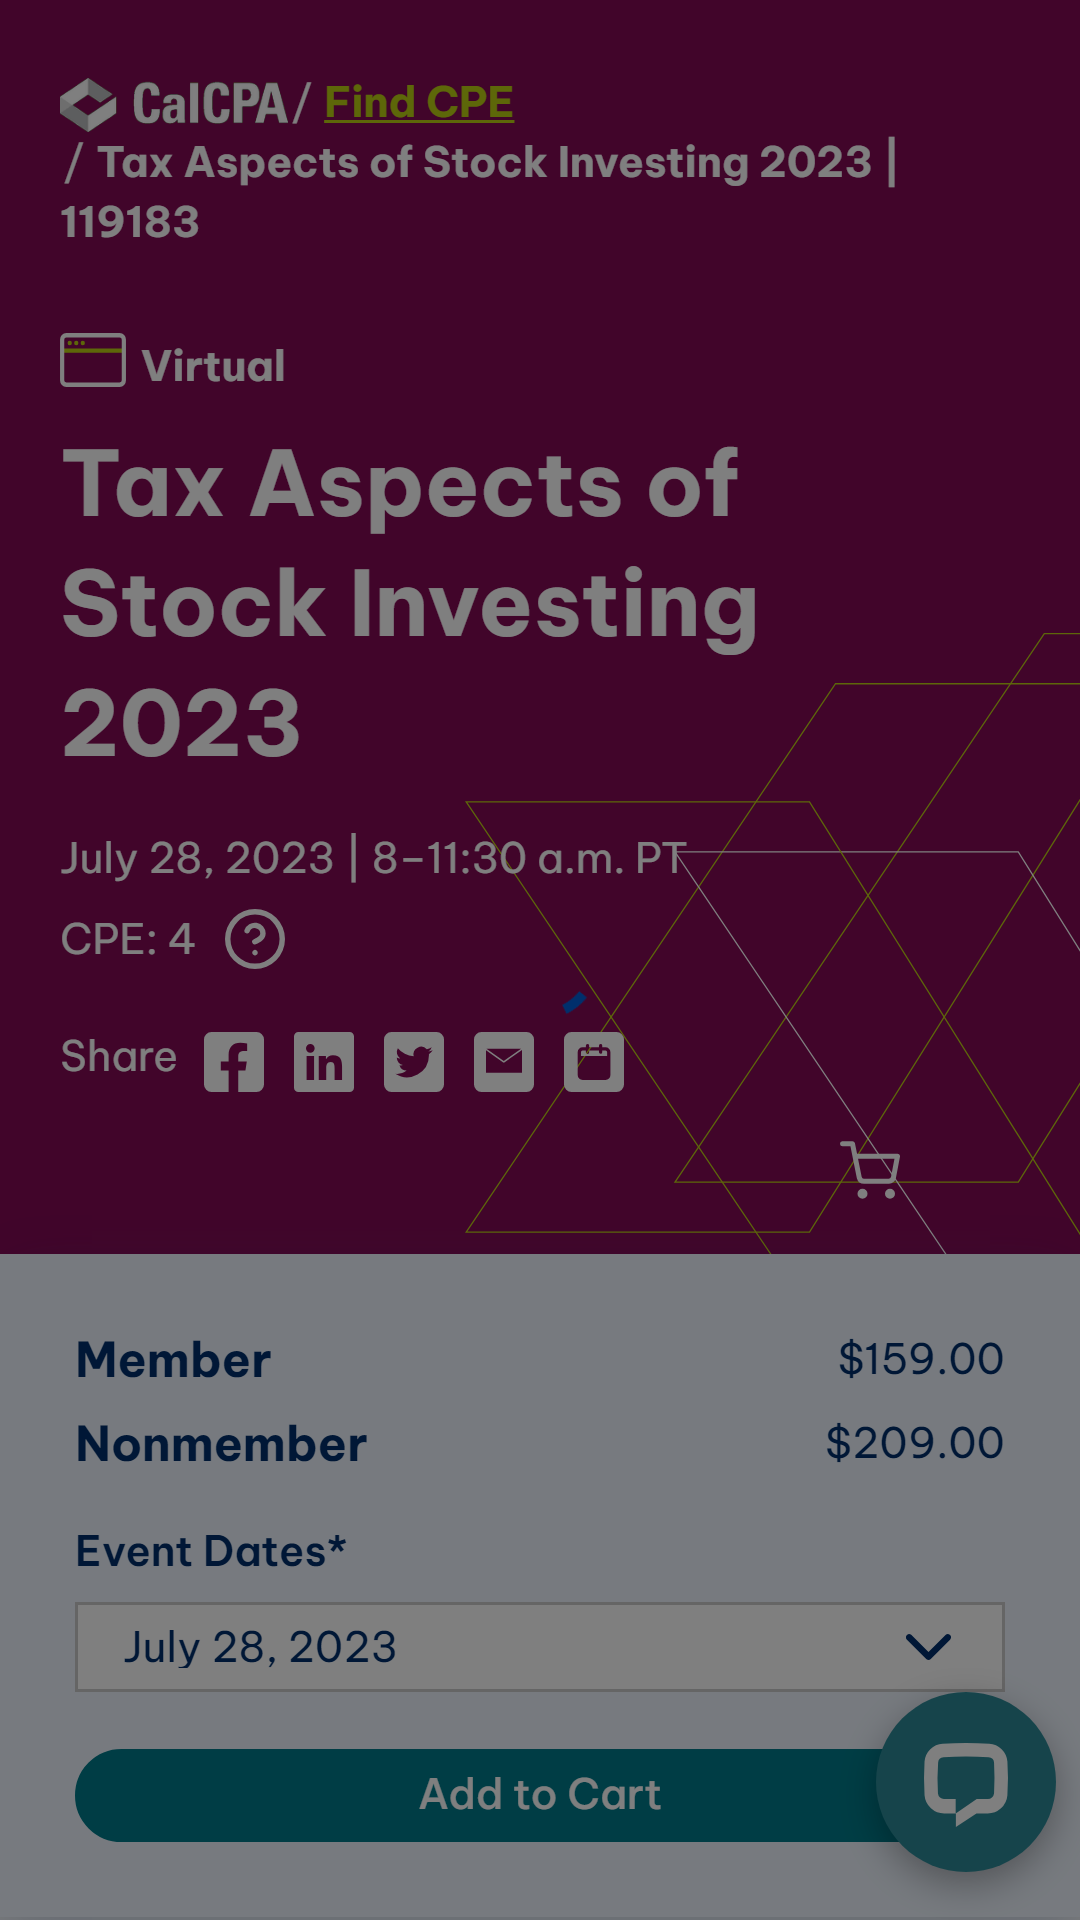 CalCPA / Find CPE
/ Tax Aspects of Stock Investing 2023 |
119183
Virtual
Tax Aspects of
Stock Investing
2023
July 28, 2023 | 8–11:30 a.m. PT
CPE: 4 ?
Share f in
Member $159.00
Nonmember $209.00
Event Dates*
July 28, 2023
Add to Cart